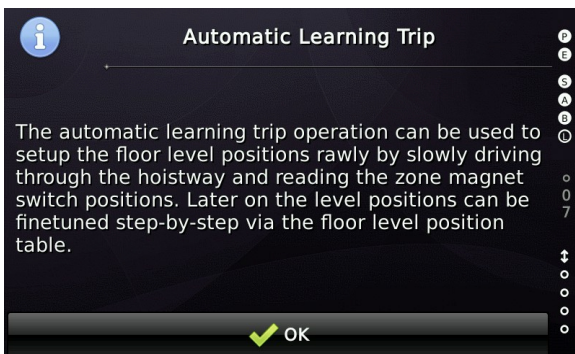 Automatic Learning Trip
The automatic learning trip operation can be used to
setup the floor level positions rawly by slowly driving
through the hoistway and reading the zone magnet
switch positions. Later on the level positions can be
finetuned step-by-step via the floor level position
table.
OK
P
E
S
A
B
L
0
7